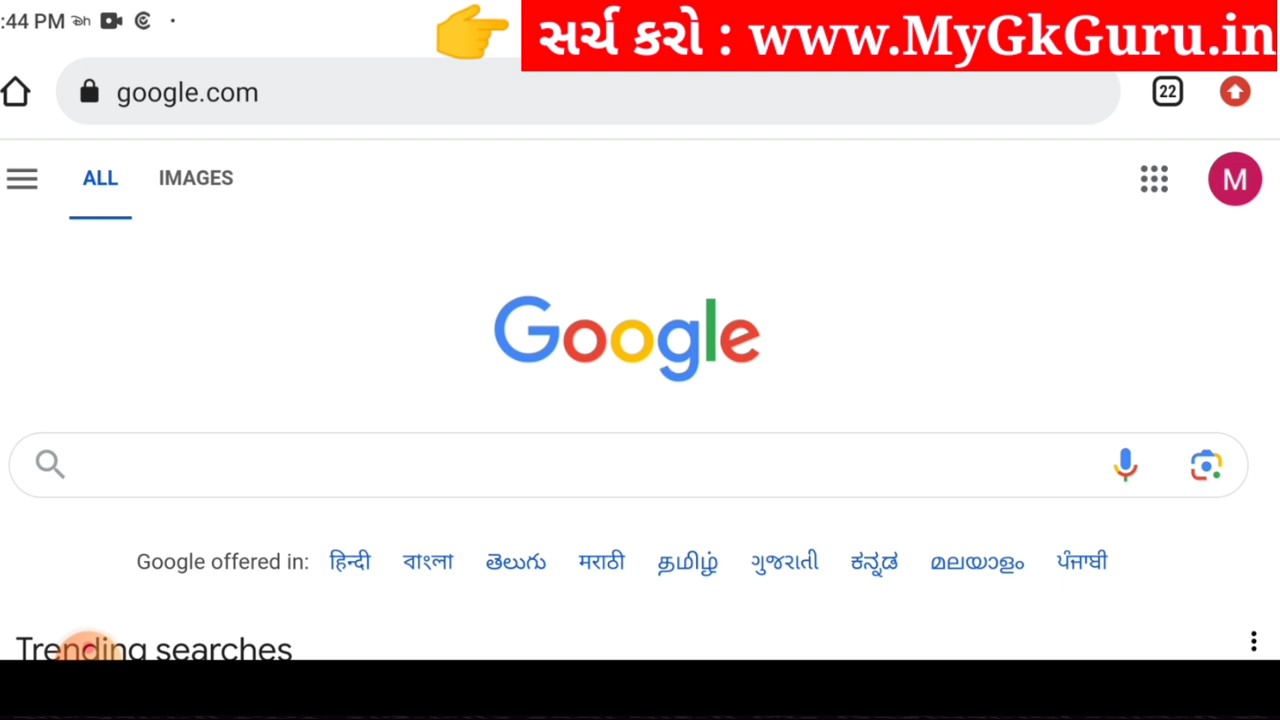 :44 PM
સર્ચ કરો : www.MyGkGuru.in
google.com
22
ALL IMAGES
M
Google
Google offered in: हिन्दी বাংলা తెలుగు मराठी தமிழ் ગુજરાતી ಕನ್ನಡ മലയാളം ਪੰਜਾਬੀ
Trending searches